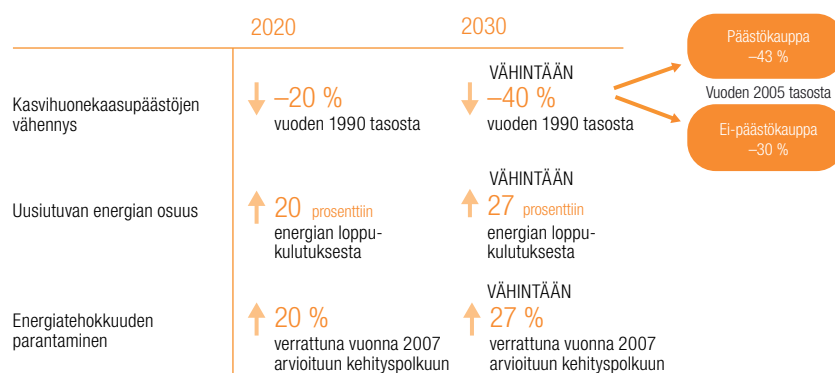 2020
2030
Kasvihuonekaasupäästöjen
vähennys
–20 %
vuoden 1990 tasosta
VÄHINTÄÄN
–40 %
vuoden 1990 tasosta
Päästökauppa
–43 %
Vuoden 2005 tasosta
Ei-päästökauppa
–30 %
Uusiutuvan energian osuus
20 prosenttiin
energian loppu-
kulutuksesta
VÄHINTÄÄN
27 prosenttiin
energian loppu-
kulutuksesta
Energiatehokkuuden
parantaminen
20 %
verrattuna vuonna 2007
arvioituun kehityspolkuun
VÄHINTÄÄN
27 %
verrattuna vuonna 2007
arvioituun kehityspolkuun